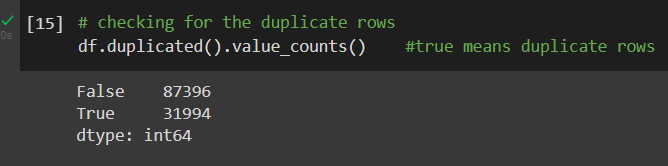 [15] # checking for the duplicate rows
df.duplicated().value_counts()    #true means duplicate rows
0s
False    87396
True     31994
dtype: int64